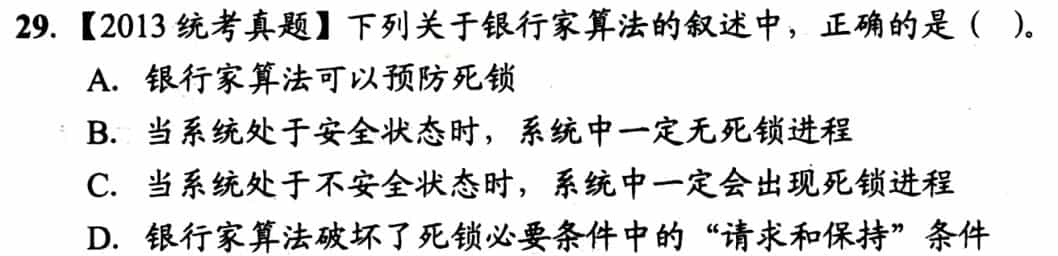 29. 【2013 统考真题】下列关于银行家算法的叙述中，正确的是（  ）。
A. 银行家算法可以预防死锁
B. 当系统处于安全状态时，系统中一定无死锁进程
C. 当系统处于不安全状态时，系统中一定会出现死锁进程
D. 银行家算法破坏了死锁必要条件中的“请求和保持”条件